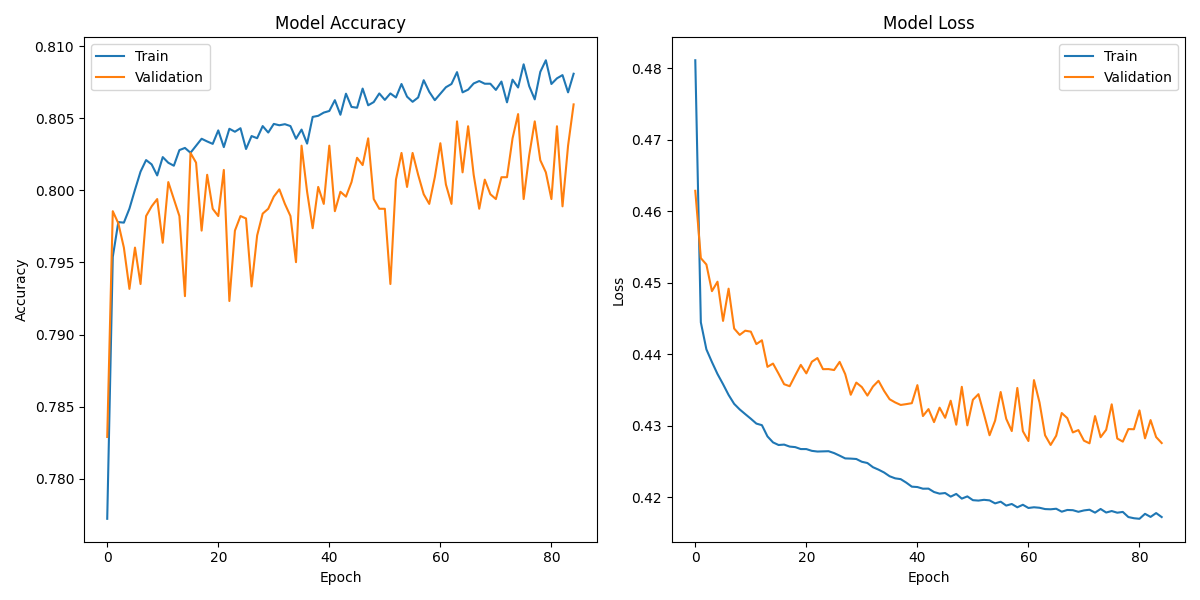 Model Accuracy
Train
Validation
0.810
0.805
0.800
0.795
0.790
0.785
0.780
Accuracy
0 20 40 60 80
Epoch
Model Loss
Train
Validation
0.48
0.47
0.46
0.45
0.44
0.43
0.42
Loss
0 20 40 60 80
Epoch